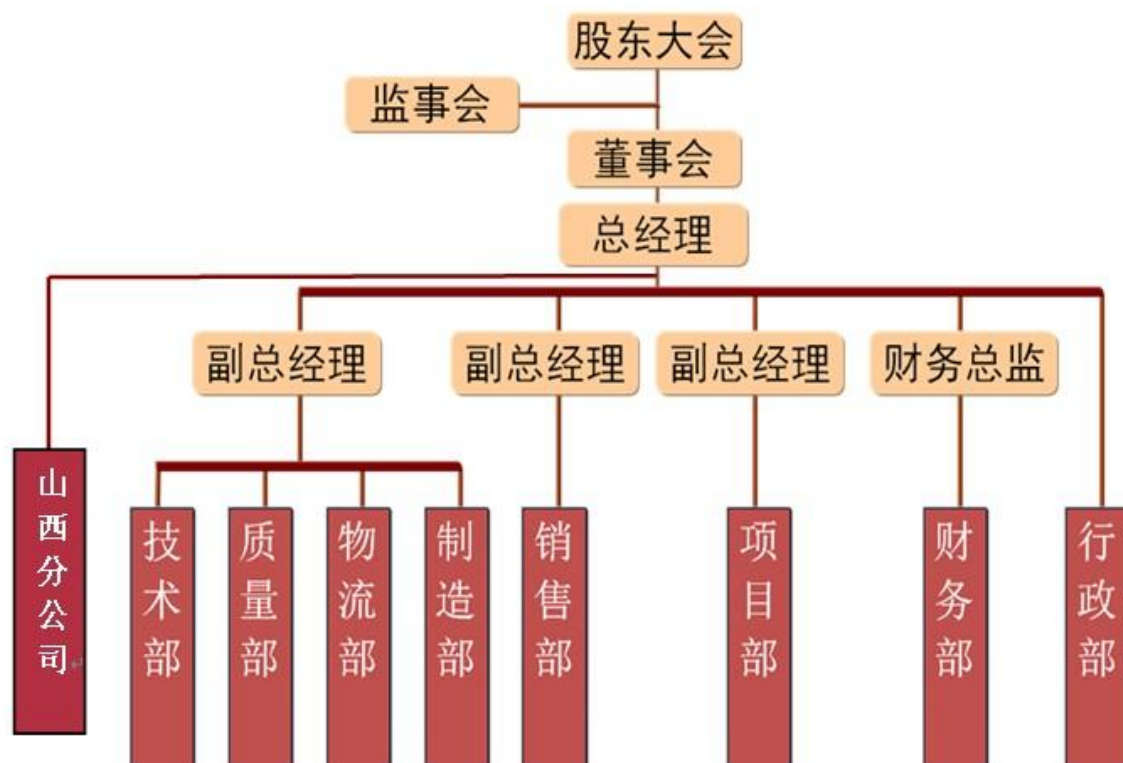 股东大会
监事会
董事会
总经理
副总经理
副总经理
副总经理
财务总监
山西分公司
技术部
质量部
物流部
制造部
销售部
项目部
财务部
行政部